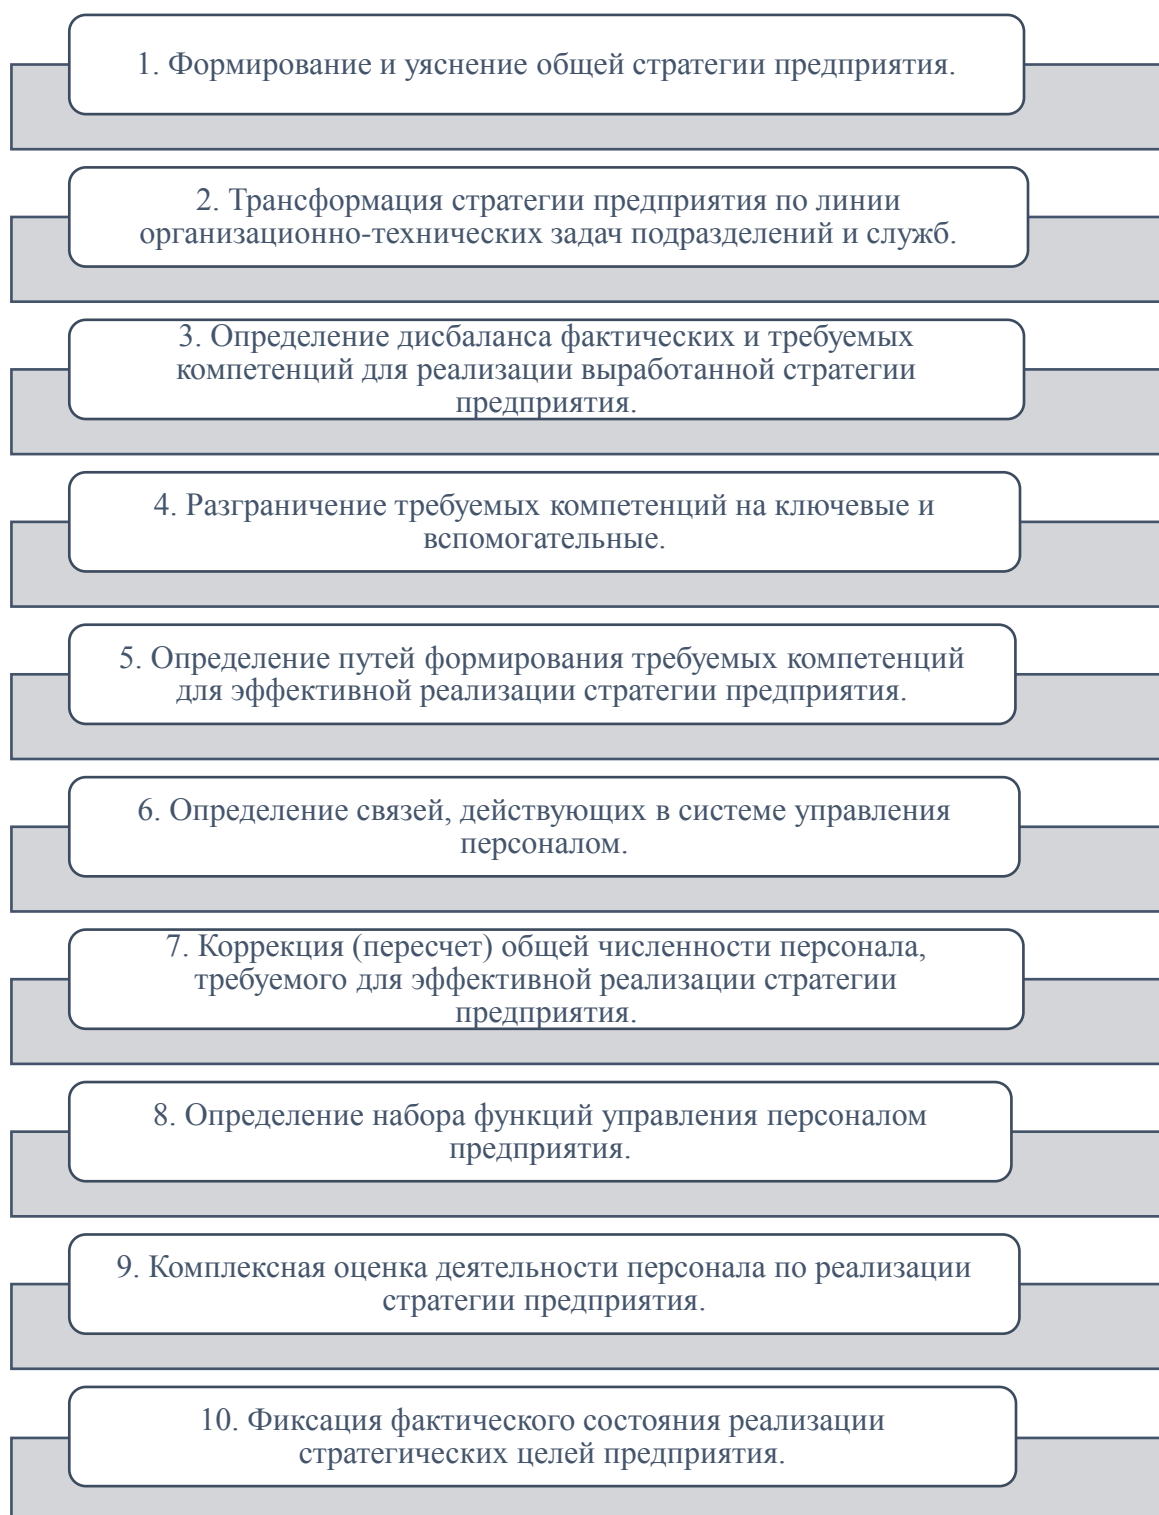 1. Формирование и уяснение общей стратегии предприятия.
2. Трансформация стратегии предприятия по линии
организационно-технических задач подразделений и служб.
3. Определение дисбаланса фактических и требуемых
компетенций для реализации выработанной стратегии
предприятия.
4. Разграничение требуемых компетенций на ключевые и
вспомогательные.
5. Определение путей формирования требуемых компетенций
для эффективной реализации стратегии предприятия.
6. Определение связей, действующих в системе управления
персоналом.
7. Коррекция (пересчет) общей численности персонала,
требуемого для эффективной реализации стратегии
предприятия.
8. Определение набора функций управления персоналом
предприятия.
9. Комплексная оценка деятельности персонала по реализации
стратегии предприятия.
10. Фиксация фактического состояния реализации
стратегических целей предприятия.